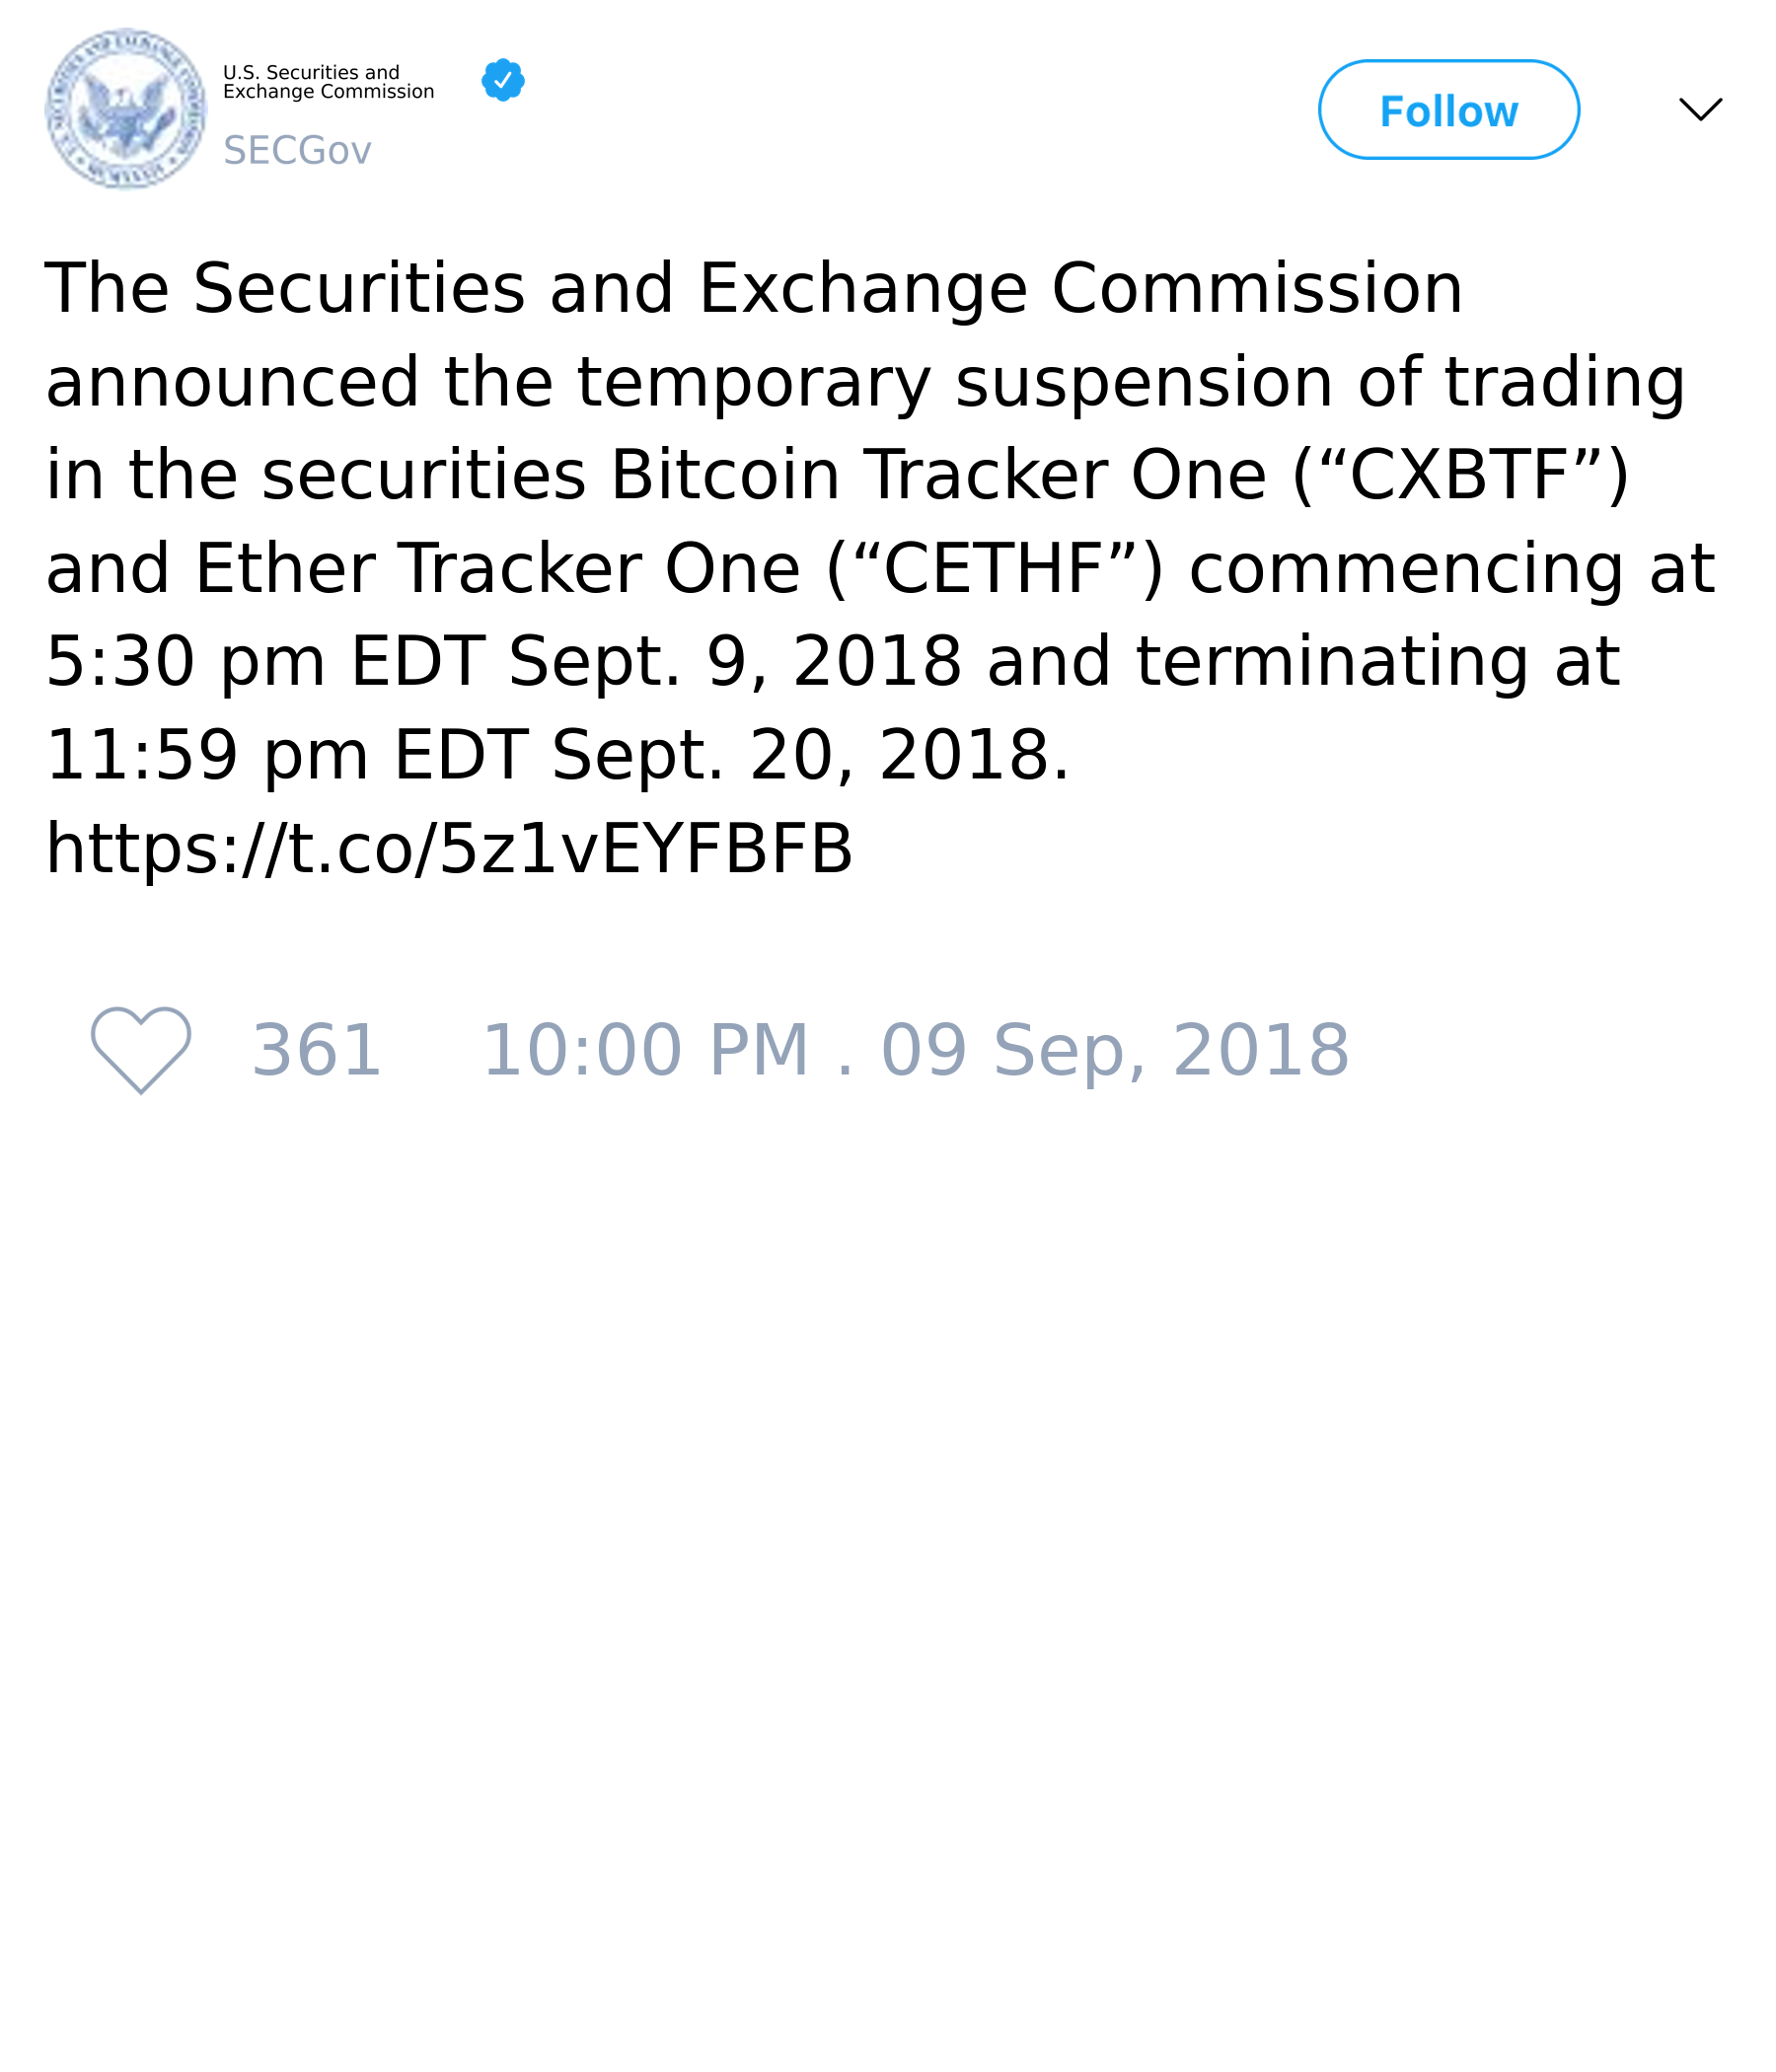 U.S. Securities and
Exchange Commission
SECGov
Follow
The Securities and Exchange Commission
announced the temporary suspension of trading
in the securities Bitcoin Tracker One (“CXBTF”)
and Ether Tracker One (“CETHF”) commencing at
5:30 pm EDT Sept. 9, 2018 and terminating at
11:59 pm EDT Sept. 20, 2018.
https://t.co/5z1vEYFBFB
361 10:00 PM . 09 Sep, 2018